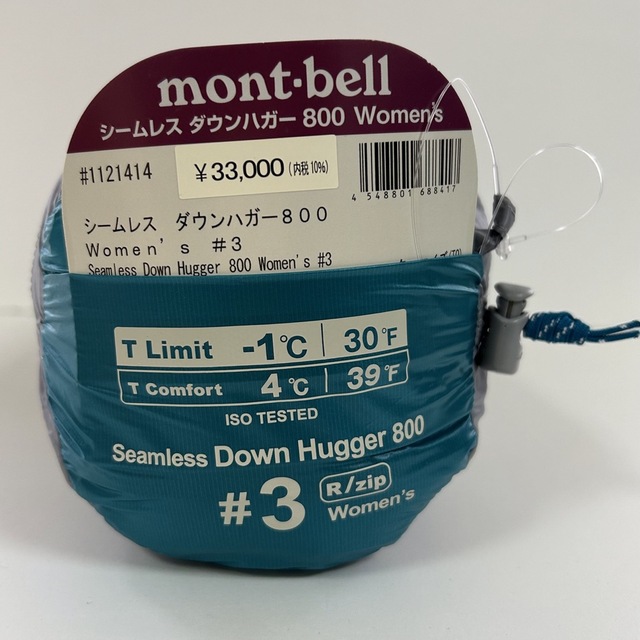 mont·bell
シームレス ダウンハガー 800 Women's
#1121414
¥33,000 (内税10%)
4 548801 688417
シームレス ダウンハガー８００
Ｗｏｍｅｎ’ｓ ＃３
Seamless Down Hugger 800 Women's #3
T Limit -1℃ 30°F
T Comfort 4℃ 39°F
ISO TESTED
Seamless Down Hugger 800
#3 R/zip
Women's